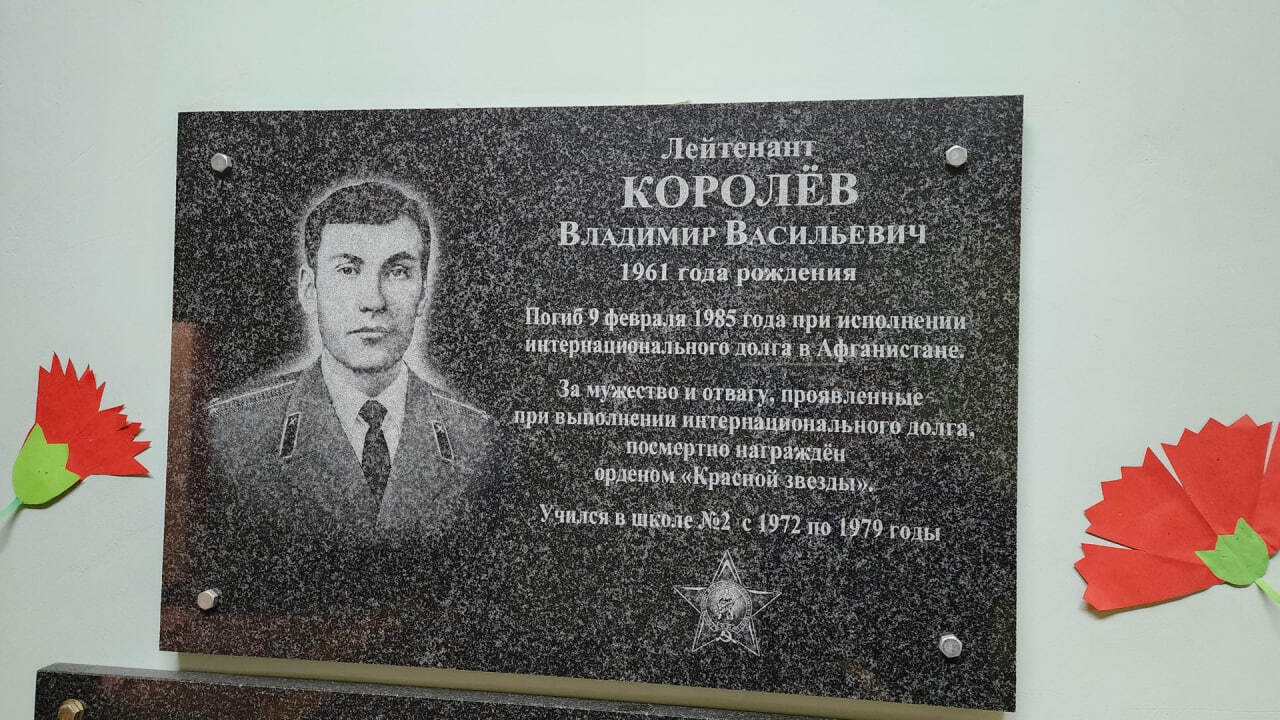 Лейтенант
КОРОЛЁВ
Владимир Васильевич
1961 года рождения
Погиб 9 февраля 1985 года при исполнении
интернационального долга в Афганистане.
За мужество и отвагу, проявленные
при выполнении интернационального долга,
посмертно награждён
орденом «Красной звезды».
Учился в школе №2 с 1972 по 1979 годы